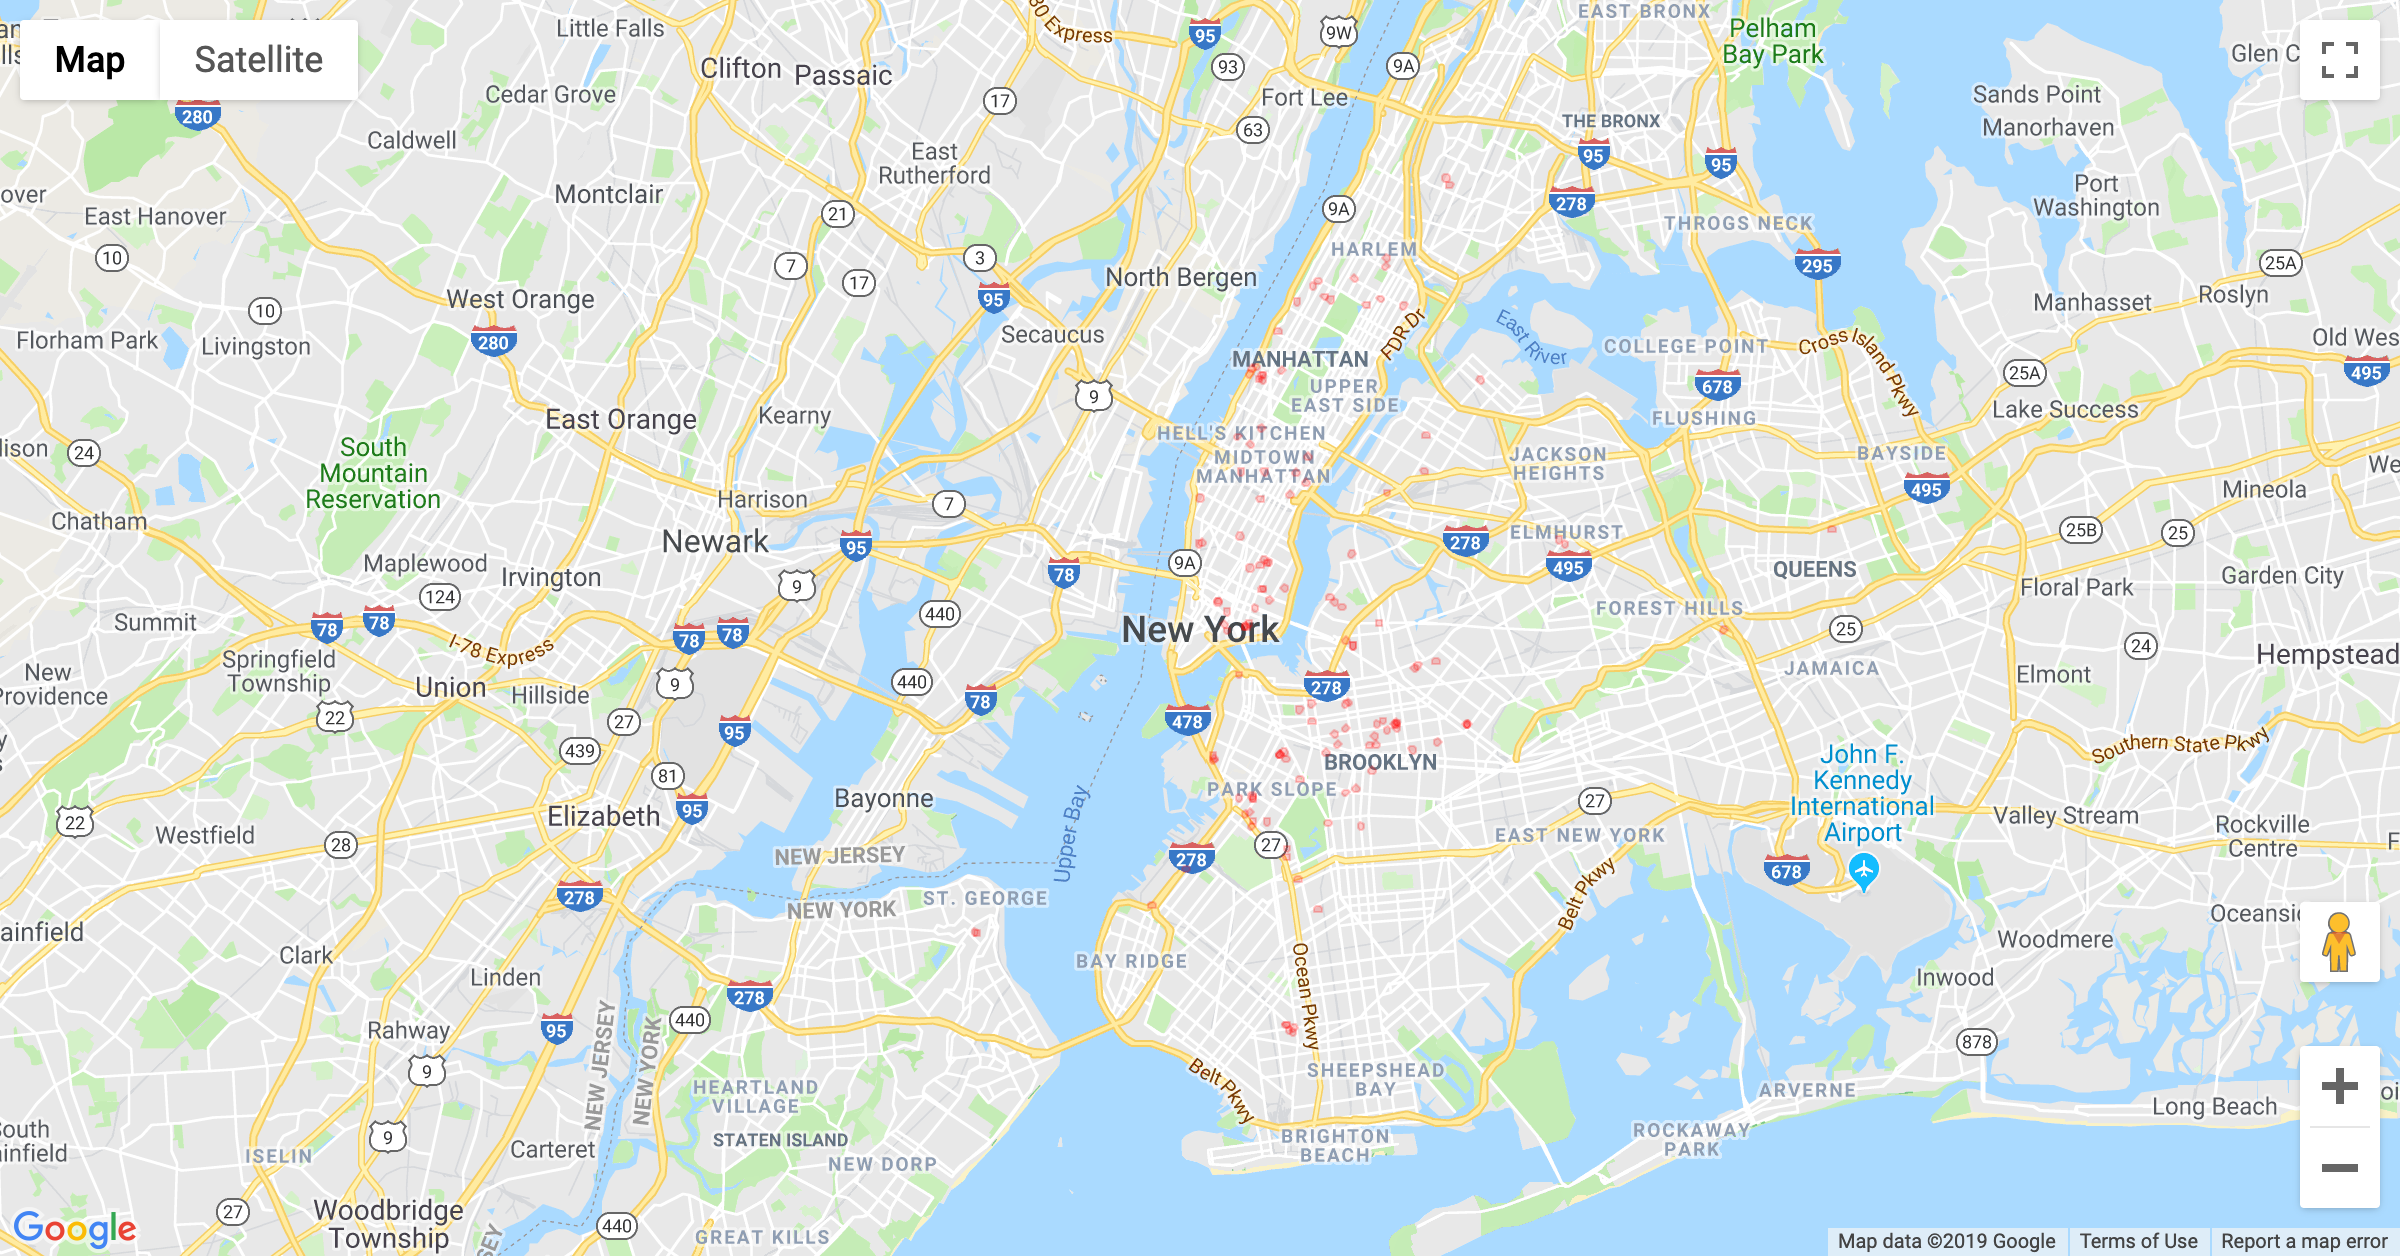 Map
Satellite
Little Falls
Clifton
Passaic
Cedar Grove
Caldwell
East
Rutherford
Montclair
East Hanover
West Orange
Florham Park
Livingston
South
Mountain
Reservation
East Orange
Kearny
Secaucus
North Bergen
Fort Lee
80 Express
EAST BRONX
Pelham
Bay Park
THE BRONX
THROGS NECK
HARLEM
MANHATTAN
UPPER
EAST SIDE
FDR Dr
East River
HELL'S KITCHEN
MIDTOWN
MANHATTAN
COLLEGE POINT
Cross Island Pkwy
FLUSHING
BAYSIDE
JACKSON
HEIGHTS
ELMHURST
QUEENS
FOREST HILLS
JAMAICA
Sands Point
Manorhaven
Port
Washington
Glen C
Manhasset
Roslyn
Old Wes
Lake Success
Mineola
We
Garden City
Floral Park
Elmont
Hempstead
Southern State Pkwy
Valley Stream
Rockville
Centre
John F.
Kennedy
International
Airport
Chatham
Maplewood
Irvington
Harrison
Newark
Summit
Springfield
Township
I-78 Express
New
Providence
Union
Hillside
New York
BROOKLYN
PARK SLOPE
EAST NEW YORK
Westfield
Elizabeth
Bayonne
NEW JERSEY
NEW YORK
ST. GEORGE
Upper Bay
BAY RIDGE
Ocean Pkwy
Belt Pkwy
Belt Pkwy
SHEEPSHEAD
BAY
BRIGHTON
BEACH
ROCKAWAY
PARK
ARVERNE
Inwood
Woodmere
Oceansi
Long Beach
Clark
Linden
Rahway
NEW JERSEY
NEW YORK
HEARTLAND
VILLAGE
STATEN ISLAND
NEW DORP
GREAT KILLS
Carteret
ISELIN
Woodbridge
Township
ainfield
South
ainfield
over
lison
280
280
10
10
24
24
124
78
78
78
78
78
78
22
22
28
27
27
27
27
439
81
9
9
9
9
9
9W
9A
9A
9A
93
63
17
17
21
7
7
3
95
95
95
95
95
95
95
95
440
440
440
440
278
278
278
278
278
278
478
495
495
495
678
678
295
25A
25A
25B
25
25
878
Google
Map data ©2019 Google
Terms of Use
Report a map error